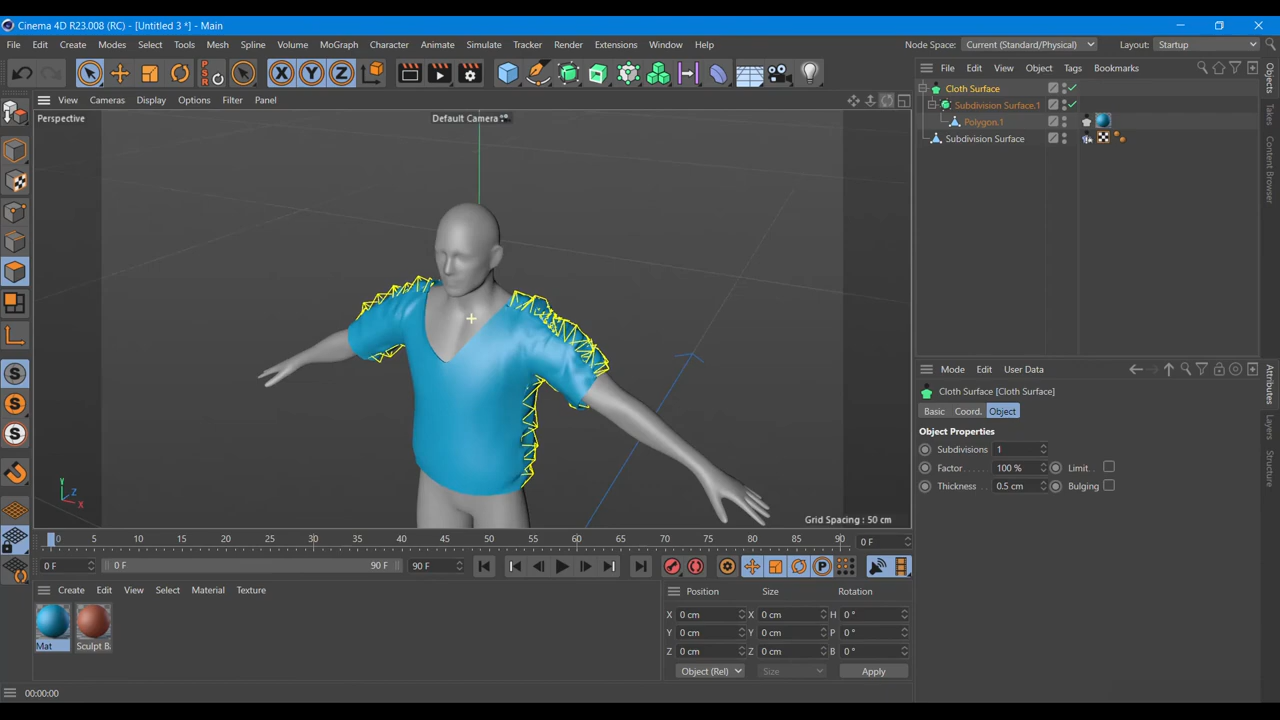 Cinema 4D R23.008 (RC) - [Untitled 3 *] - Main
File Edit Create Modes Select Tools Mesh Spline Volume MoGraph Character Animate Simulate Tracker Render Extensions Window Help
Node Space: Current (Standard/Physical) Layout: Startup
View Cameras Display Options Filter Panel
File Edit View Object Tags Bookmarks
Perspective
Default Camera
Cloth Surface
Subdivision Surface.1
Polygon.1
Subdivision Surface
Objects
Takes
Content Browser
Mode Edit User Data
Cloth Surface [Cloth Surface]
Basic Coord. Object
Object Properties
Subdivisions 1
Factor . . . 100 % Limit. .
Thickness . . . 0.5 cm Bulging
Attributes
Layers
Structure
Y Z X
Grid Spacing : 50 cm
0 5 10 15 20 25 30 35 40 45 50 55 60 65 70 75 80 85 90 0 F
0 F 0 F 90 F 90 F
Create Edit View Select Material Texture
Mat
Sculpt B
Position Size Rotation
X 0 cm X 0 cm H 0 °
Y 0 cm Y 0 cm P 0 °
Z 0 cm Z 0 cm B 0 °
Object (Rel) Size Apply
00:00:00